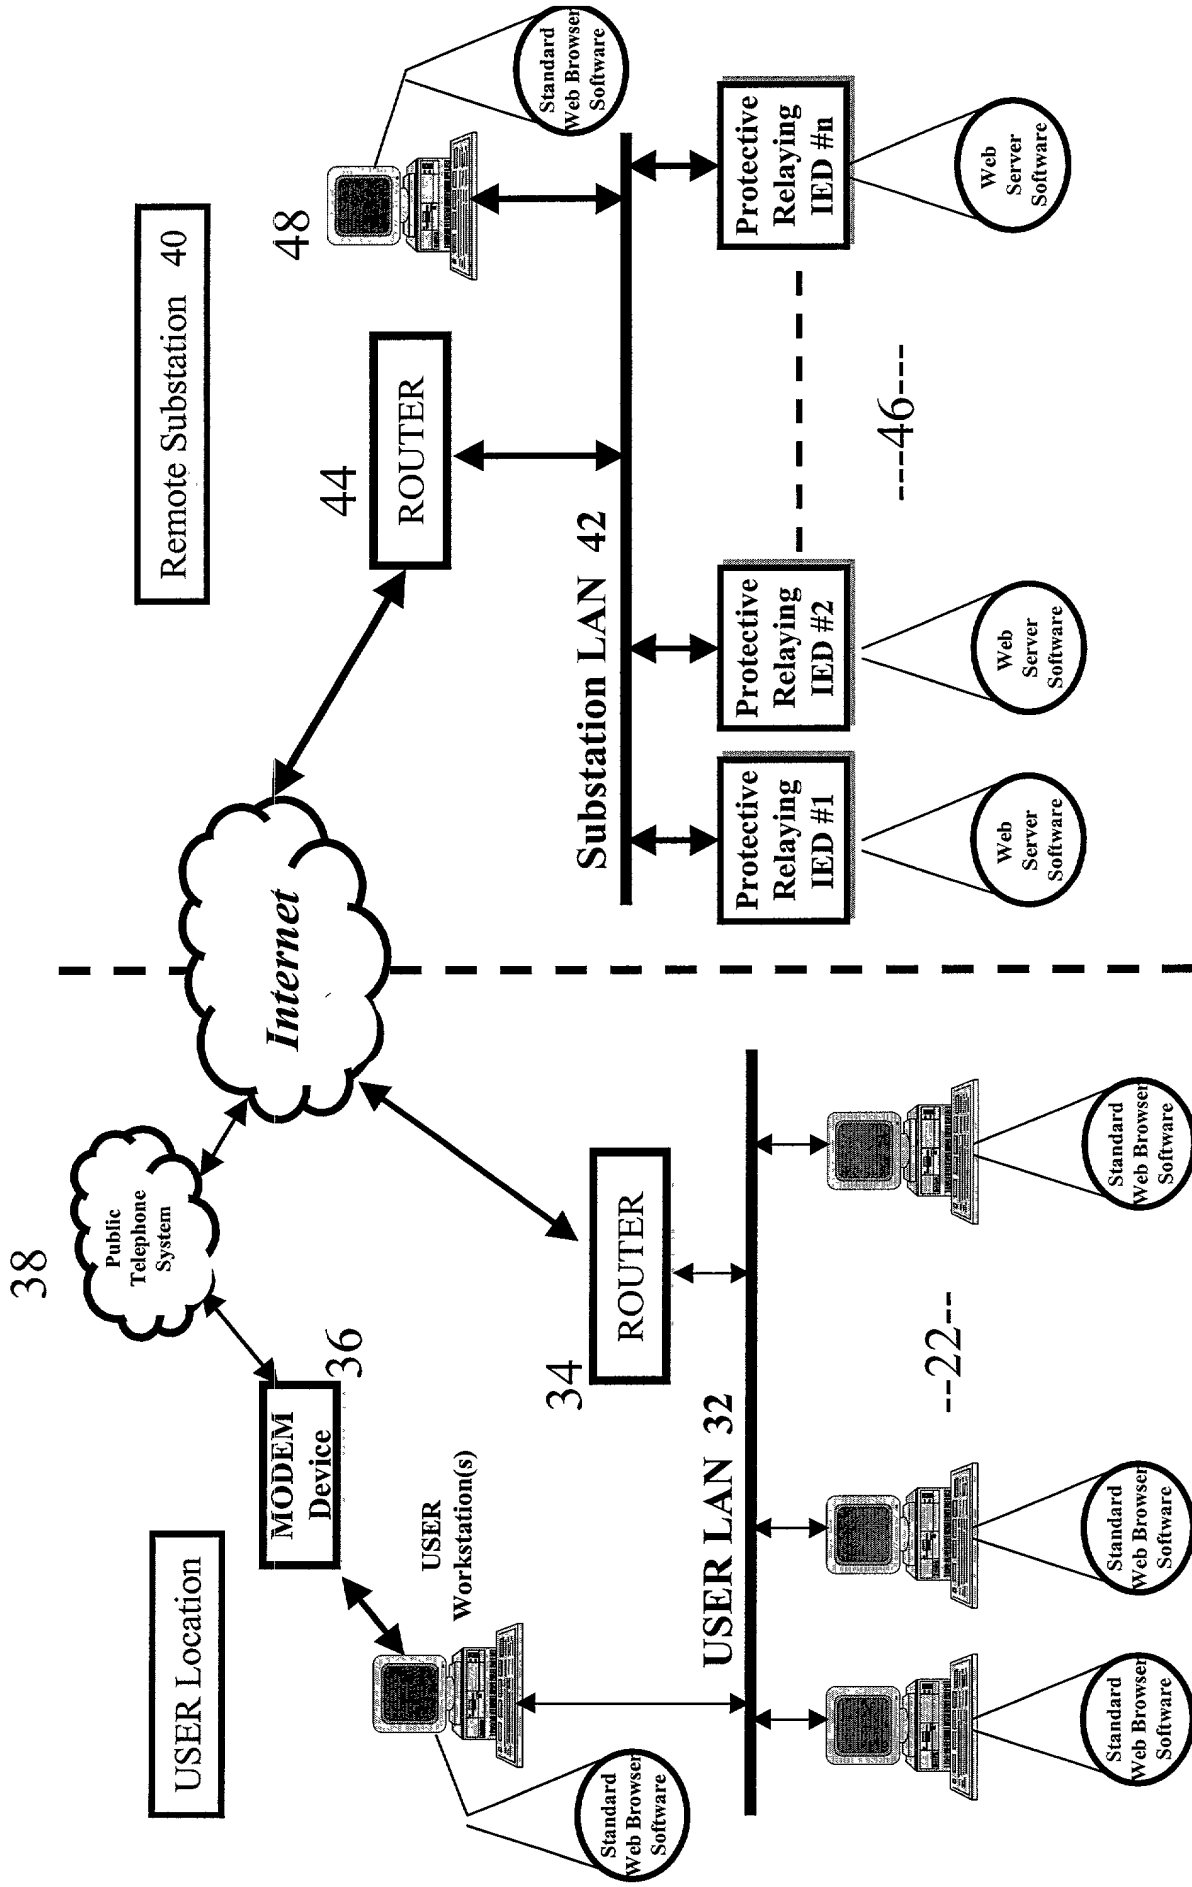 USER Location
38
Public
Telephone
System
Remote Substation 40
MODEM
Device
36
Internet
48
Standard
Web Browser
Software
USER
Workstation(s)
44
ROUTER
Standard
Web Browser
Software
34
ROUTER
Substation LAN 42
USER LAN 32
Protective
Relaying
IED #1
Protective
Relaying
IED #2
Protective
Relaying
IED #n
--22--
----46---
Web
Server
Software
Web
Server
Software
Web
Server
Software
Standard
Web Browser
Software
Standard
Web Browser
Software
Standard
Web Browser
Software